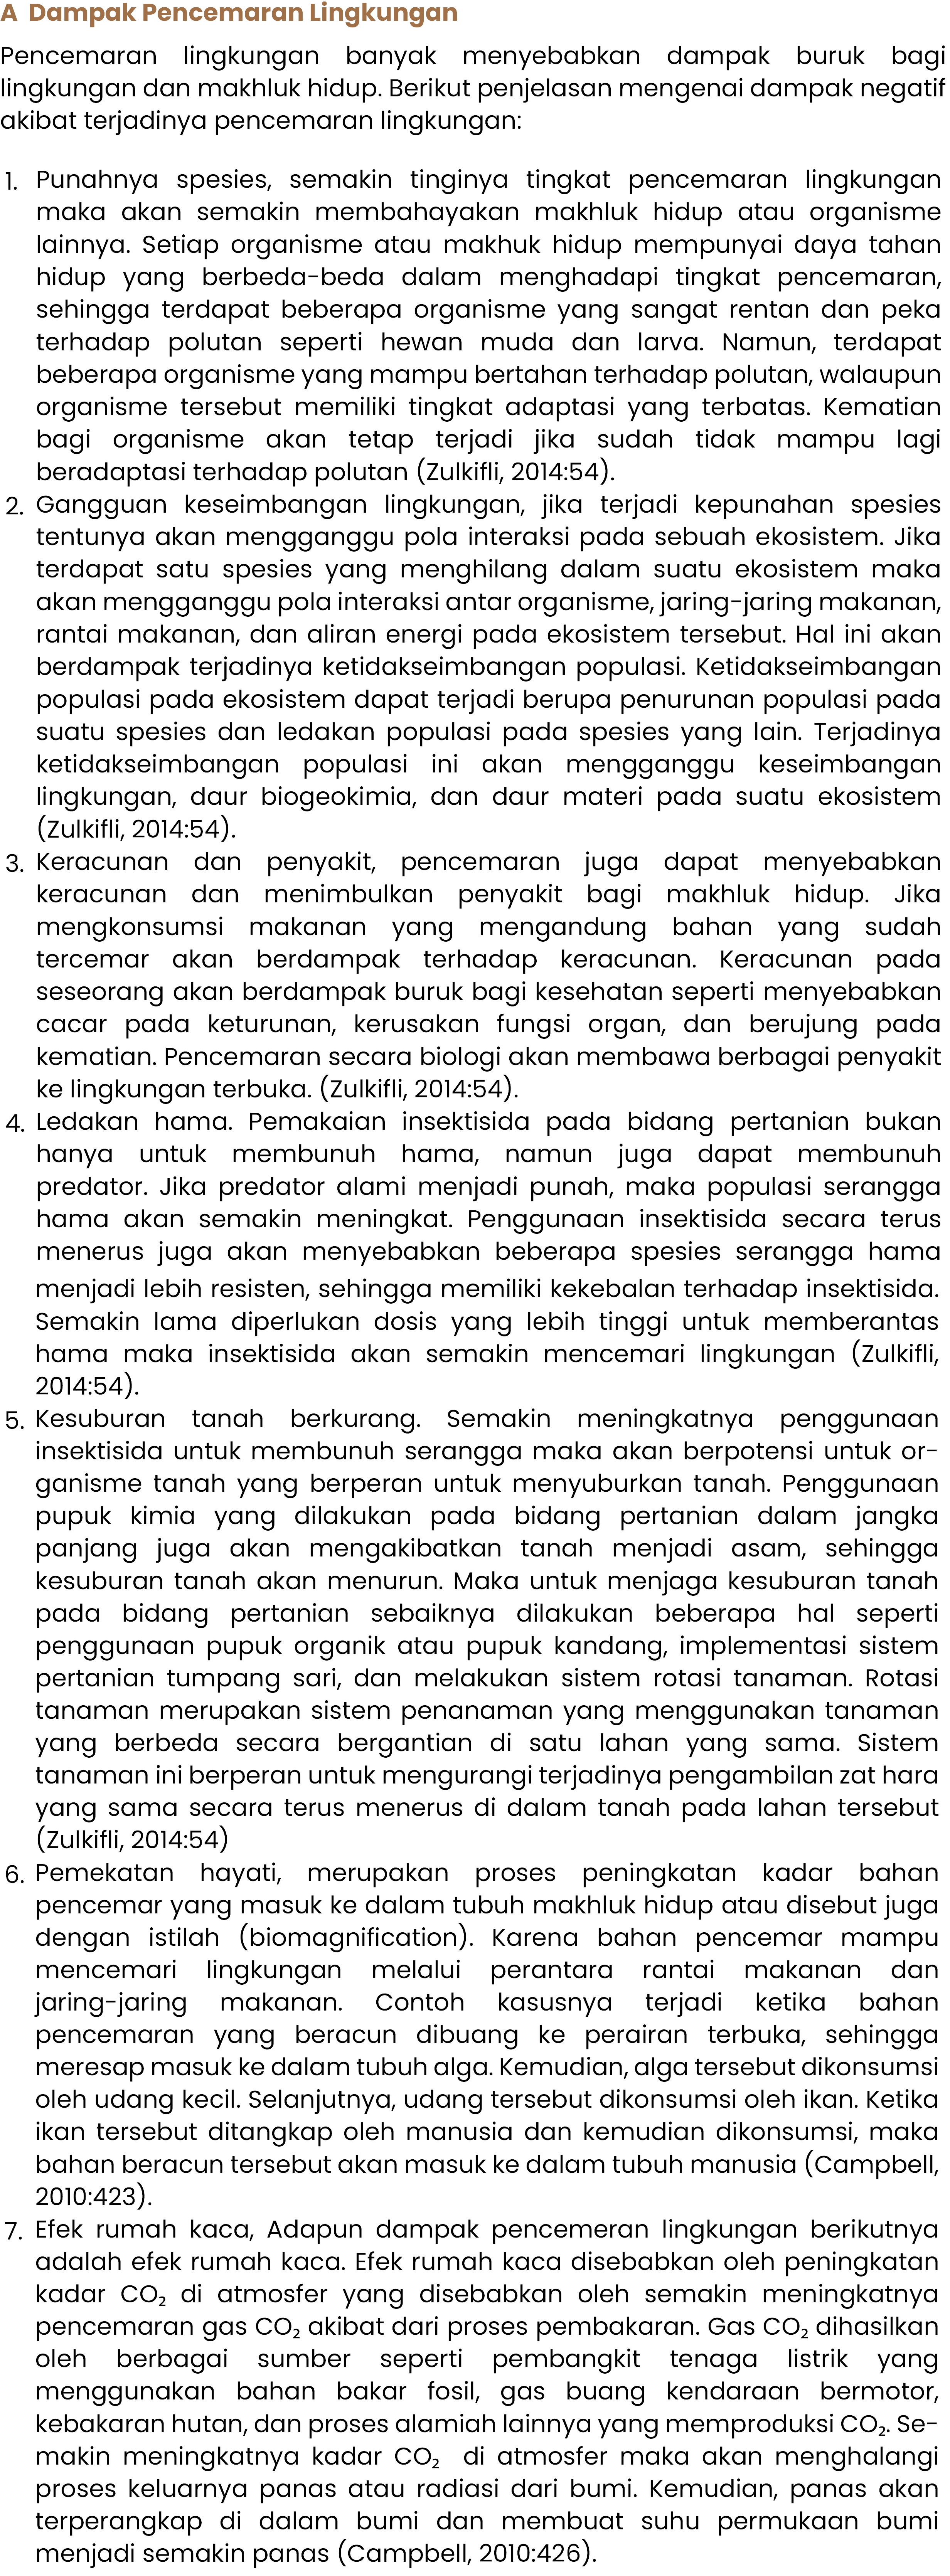 A Dampak Pencemaran Lingkungan
Pencemaran lingkungan banyak menyebabkan dampak buruk bagi
lingkungan dan makhluk hidup. Berikut penjelasan mengenai dampak negatif
akibat terjadinya pencemaran lingkungan:
1. Punahnya spesies, semakin tingginya tingkat pencemaran lingkungan
maka akan semakin membahayakan makhluk hidup atau organisme
lainnya. Setiap organisme atau makhuk hidup mempunyai daya tahan
hidup yang berbeda-beda dalam menghadapi tingkat pencemaran,
sehingga terdapat beberapa organisme yang sangat rentan dan peka
terhadap polutan seperti hewan muda dan larva. Namun, terdapat
beberapa organisme yang mampu bertahan terhadap polutan, walaupun
organisme tersebut memiliki tingkat adaptasi yang terbatas. Kematian
bagi organisme akan tetap terjadi jika sudah tidak mampu lagi
beradaptasi terhadap polutan (Zulkifli, 2014:54).
2. Gangguan keseimbangan lingkungan, jika terjadi kepunahan spesies
tentunya akan mengganggu pola interaksi pada sebuah ekosistem. Jika
terdapat satu spesies yang menghilang dalam suatu ekosistem maka
akan mengganggu pola interaksi antar organisme, jaring-jaring makanan,
rantai makanan, dan aliran energi pada ekosistem tersebut. Hal ini akan
berdampak terjadinya ketidakseimbangan populasi. Ketidakseimbangan
populasi pada ekosistem dapat terjadi berupa penurunan populasi pada
suatu spesies dan ledakan populasi pada spesies yang lain. Terjadinya
ketidakseimbangan populasi ini akan mengganggu keseimbangan
lingkungan, daur biogeokimia, dan daur materi pada suatu ekosistem
(Zulkifli, 2014:54).
3. Keracunan dan penyakit, pencemaran juga dapat menyebabkan
keracunan dan menimbulkan penyakit bagi makhluk hidup. Jika
mengkonsumsi makanan yang mengandung bahan yang sudah
tercemar akan berdampak terhadap keracunan. Keracunan pada
seseorang akan berdampak buruk bagi kesehatan seperti menyebabkan
cacar pada keturunan, kerusakan fungsi organ, dan berujung pada
kematian. Pencemaran secara biologi akan membawa berbagai penyakit
ke lingkungan terbuka. (Zulkifli, 2014:54).
4. Ledakan hama. Pemakaian insektisida pada bidang pertanian bukan
hanya untuk membunuh hama, namun juga dapat membunuh
predator. Jika predator alami menjadi punah, maka populasi serangga
hama akan semakin meningkat. Penggunaan insektisida secara terus
menerus juga akan menyebabkan beberapa spesies serangga hama
menjadi lebih resisten, sehingga memiliki kekebalan terhadap insektisida.
Semakin lama diperlukan dosis yang lebih tinggi untuk memberantas
hama maka insektisida akan semakin mencemari lingkungan (Zulkifli,
2014:54).
5. Kesuburan tanah berkurang. Semakin meningkatnya penggunaan
insektisida untuk membunuh serangga maka akan berpotensi untuk or-
ganisme tanah yang berperan untuk menyuburkan tanah. Penggunaan
pupuk kimia yang dilakukan pada bidang pertanian dalam jangka
panjang juga akan mengakibatkan tanah menjadi asam, sehingga
kesuburan tanah akan menurun. Maka untuk menjaga kesuburan tanah
pada bidang pertanian sebaiknya dilakukan beberapa hal seperti
penggunaan pupuk organik atau pupuk kandang, implementasi sistem
pertanian tumpang sari, dan melakukan sistem rotasi tanaman. Rotasi
tanaman merupakan sistem penanaman yang menggunakan tanaman
yang berbeda secara bergantian di satu lahan yang sama. Sistem
tanaman ini berperan untuk mengurangi terjadinya pengambilan zat hara
yang sama secara terus menerus di dalam tanah pada lahan tersebut
(Zulkifli, 2014:54)
6. Pemekatan hayati, merupakan proses peningkatan kadar bahan
pencemar yang masuk ke dalam tubuh makhluk hidup atau disebut juga
dengan istilah (biomagnification). Karena bahan pencemar mampu
mencemari lingkungan melalui perantara rantai makanan dan
jaring-jaring makanan. Contoh kasusnya terjadi ketika bahan
pencemaran yang beracun dibuang ke perairan terbuka, sehingga
meresap masuk ke dalam tubuh alga. Kemudian, alga tersebut dikonsumsi
oleh udang kecil. Selanjutnya, udang tersebut dikonsumsi oleh ikan. Ketika
ikan tersebut ditangkap oleh manusia dan kemudian dikonsumsi, maka
bahan beracun tersebut akan masuk ke dalam tubuh manusia (Campbell,
2010:423).
7. Efek rumah kaca, Adapun dampak pencemeran lingkungan berikutnya
adalah efek rumah kaca. Efek rumah kaca disebabkan oleh peningkatan
kadar CO₂ di atmosfer yang disebabkan oleh semakin meningkatnya
pencemaran gas CO₂ akibat dari proses pembakaran. Gas CO₂ dihasilkan
oleh berbagai sumber seperti pembangkit tenaga listrik yang
menggunakan bahan bakar fosil, gas buang kendaraan bermotor,
kebakaran hutan, dan proses alamiah lainnya yang memproduksi CO₂. Se-
makin meningkatnya kadar CO₂ di atmosfer maka akan menghalangi
proses keluarnya panas atau radiasi dari bumi. Kemudian, panas akan
terperangkap di dalam bumi dan membuat suhu permukaan bumi
menjadi semakin panas (Campbell, 2010:426).